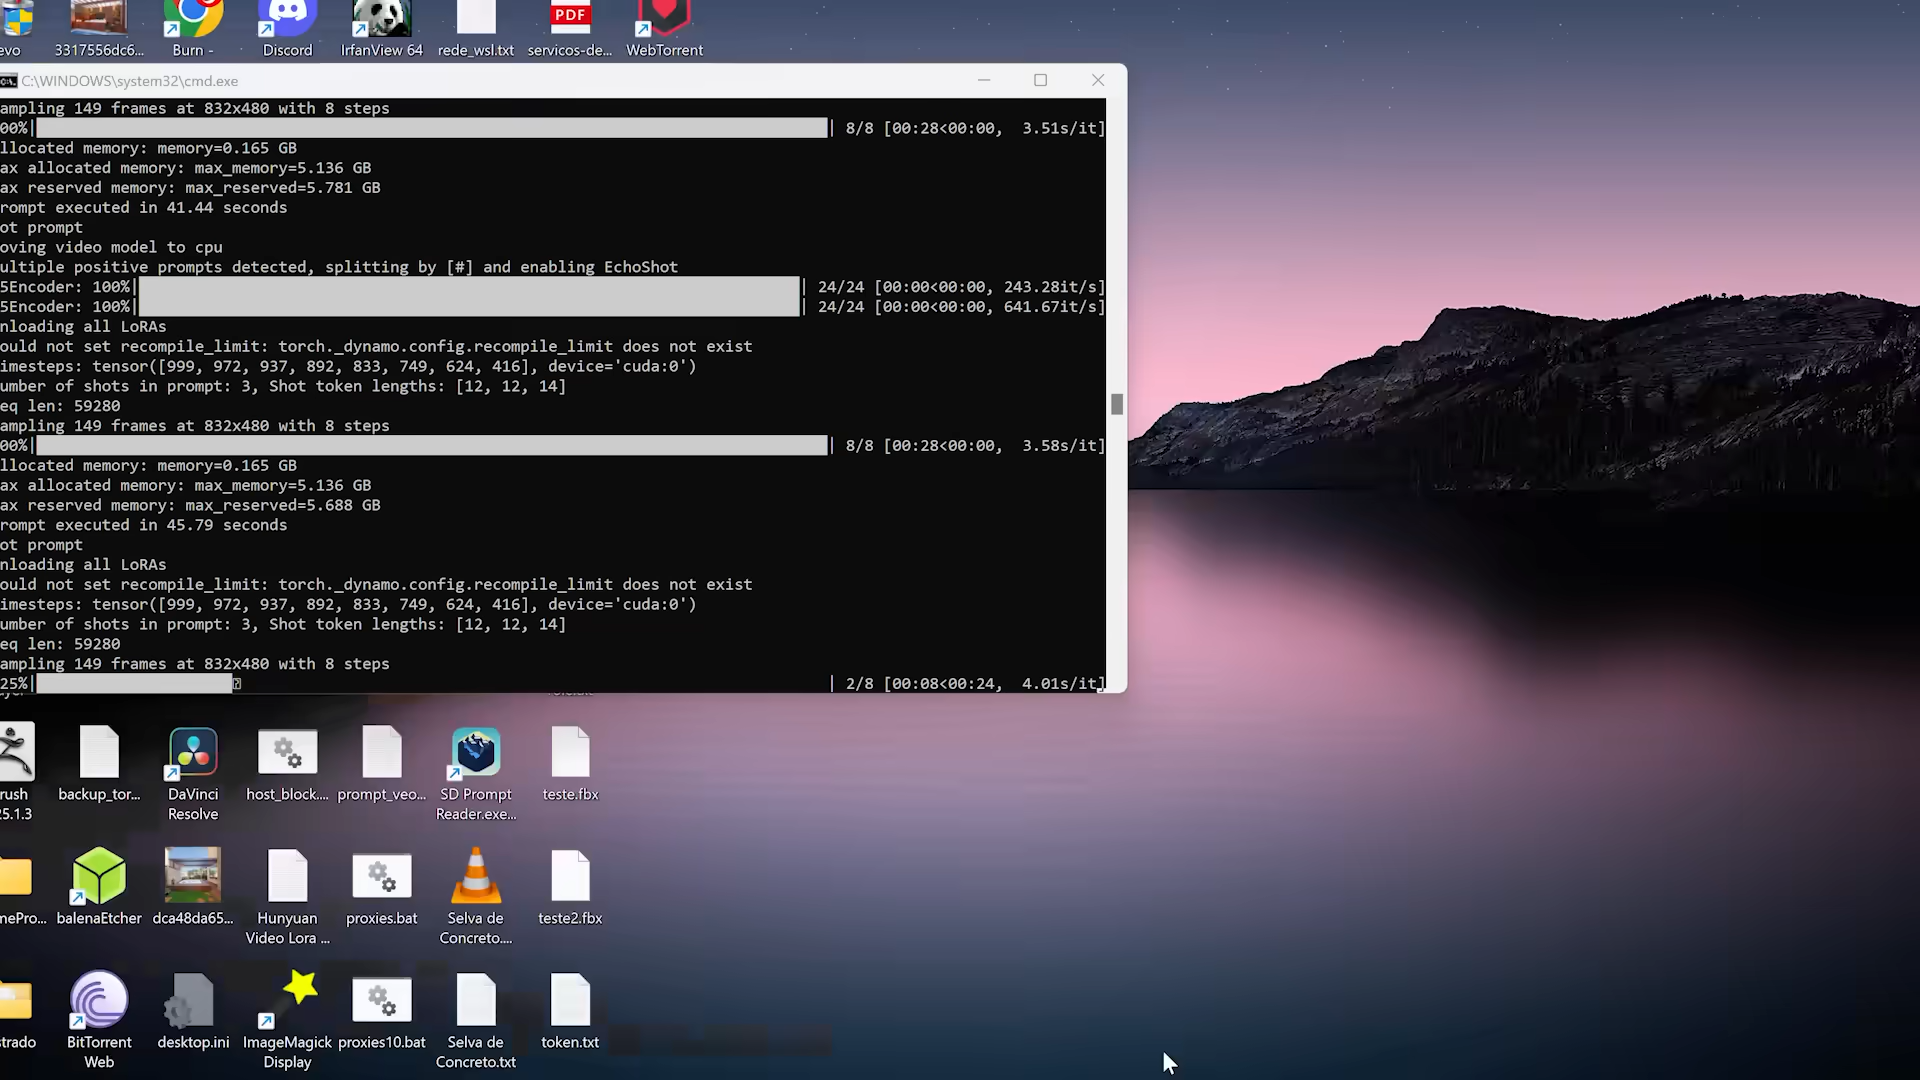 evo
3317556dc6...
Burn -
Discord
IrfanView 64
rede_wsl.txt
PDF
servicos-de...
WebTorrent
C:\WINDOWS\system32\cmd.exe
ampling 149 frames at 832x480 with 8 steps
00%| | 8/8 [00:28<00:00, 3.51s/it]
llocated memory: memory=0.165 GB
ax allocated memory: max_memory=5.136 GB
ax reserved memory: max_reserved=5.781 GB
rompt executed in 41.44 seconds
ot prompt
oving video model to cpu
ultiple positive prompts detected, splitting by [#] and enabling EchoShot
5Encoder: 100%| | 24/24 [00:00<00:00, 243.28it/s]
5Encoder: 100%| | 24/24 [00:00<00:00, 641.67it/s]
nloading all LoRAs
ould not set recompile_limit: torch._dynamo.config.recompile_limit does not exist
imesteps: tensor([999, 972, 937, 892, 833, 749, 624, 416], device='cuda:0')
umber of shots in prompt: 3, Shot token lengths: [12, 12, 14]
eq len: 59280
ampling 149 frames at 832x480 with 8 steps
00%| | 8/8 [00:28<00:00, 3.58s/it]
llocated memory: memory=0.165 GB
ax allocated memory: max_memory=5.136 GB
ax reserved memory: max_reserved=5.688 GB
rompt executed in 45.79 seconds
ot prompt
nloading all LoRAs
ould not set recompile_limit: torch._dynamo.config.recompile_limit does not exist
imesteps: tensor([999, 972, 937, 892, 833, 749, 624, 416], device='cuda:0')
umber of shots in prompt: 3, Shot token lengths: [12, 12, 14]
eq len: 59280
ampling 149 frames at 832x480 with 8 steps
25%| | 2/8 [00:08<00:24, 4.01s/it]
rush
25.1.3
backup_tor...
DaVinci
Resolve
host_block....
prompt_veo...
SD Prompt
Reader.exe...
teste.fbx
mePro...
balenaEtcher
dca48da65...
Hunyuan
Video Lora ...
proxies.bat
Selva de
Concreto....
teste2.fbx
strado
BitTorrent
Web
desktop.ini
ImageMagick
Display
proxies10.bat
Selva de
Concreto.txt
token.txt